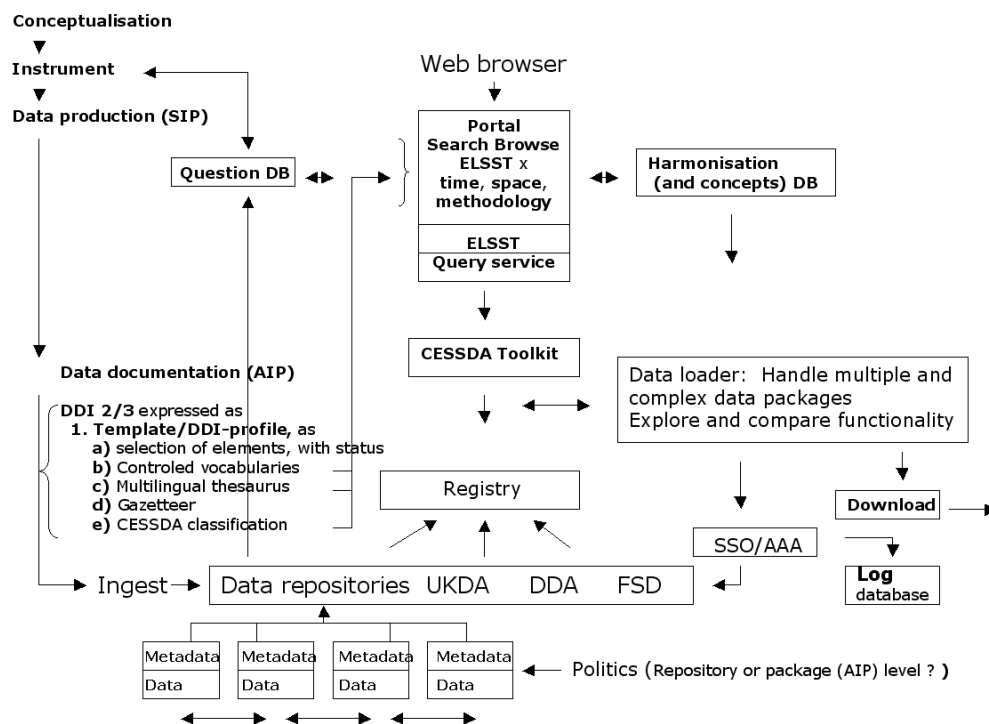 Conceptualisation
Instrument
Data production (SIP)
Web browser
Portal
Search Browse
ELSST x
time, space,
methodology
ELSST
Query service
Question DB
Harmonisation
(and concepts) DB
CESSDA Toolkit
Data documentation (AIP)
DDI 2/3 expressed as
1. Template/DDI-profile, as
a) selection of elements, with status
b) Controled vocabularies
c) Multilingual thesaurus
d) Gazetteer
e) CESSDA classification
Data loader: Handle multiple and
complex data packages
Explore and compare functionality
Registry
Download
SSO/AAA
Log
database
Ingest
Data repositories UKDA DDA FSD
Metadata Metadata Metadata Metadata
Data Data Data Data
Politics (Repository or package (AIP) level ? )